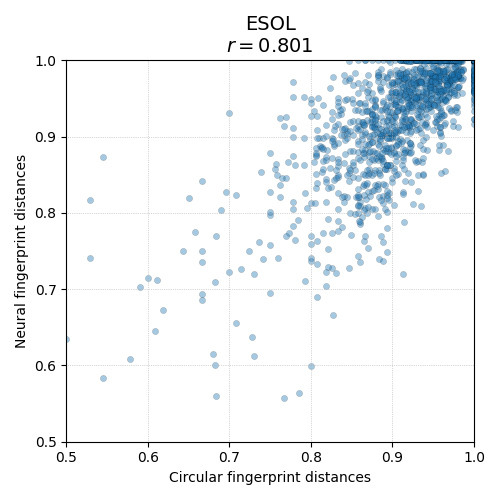 ESOL
r = 0.801
1.0
0.9
0.8
0.7
0.6
0.5
Neural fingerprint distances
0.5 0.6 0.7 0.8 0.9 1.0
Circular fingerprint distances